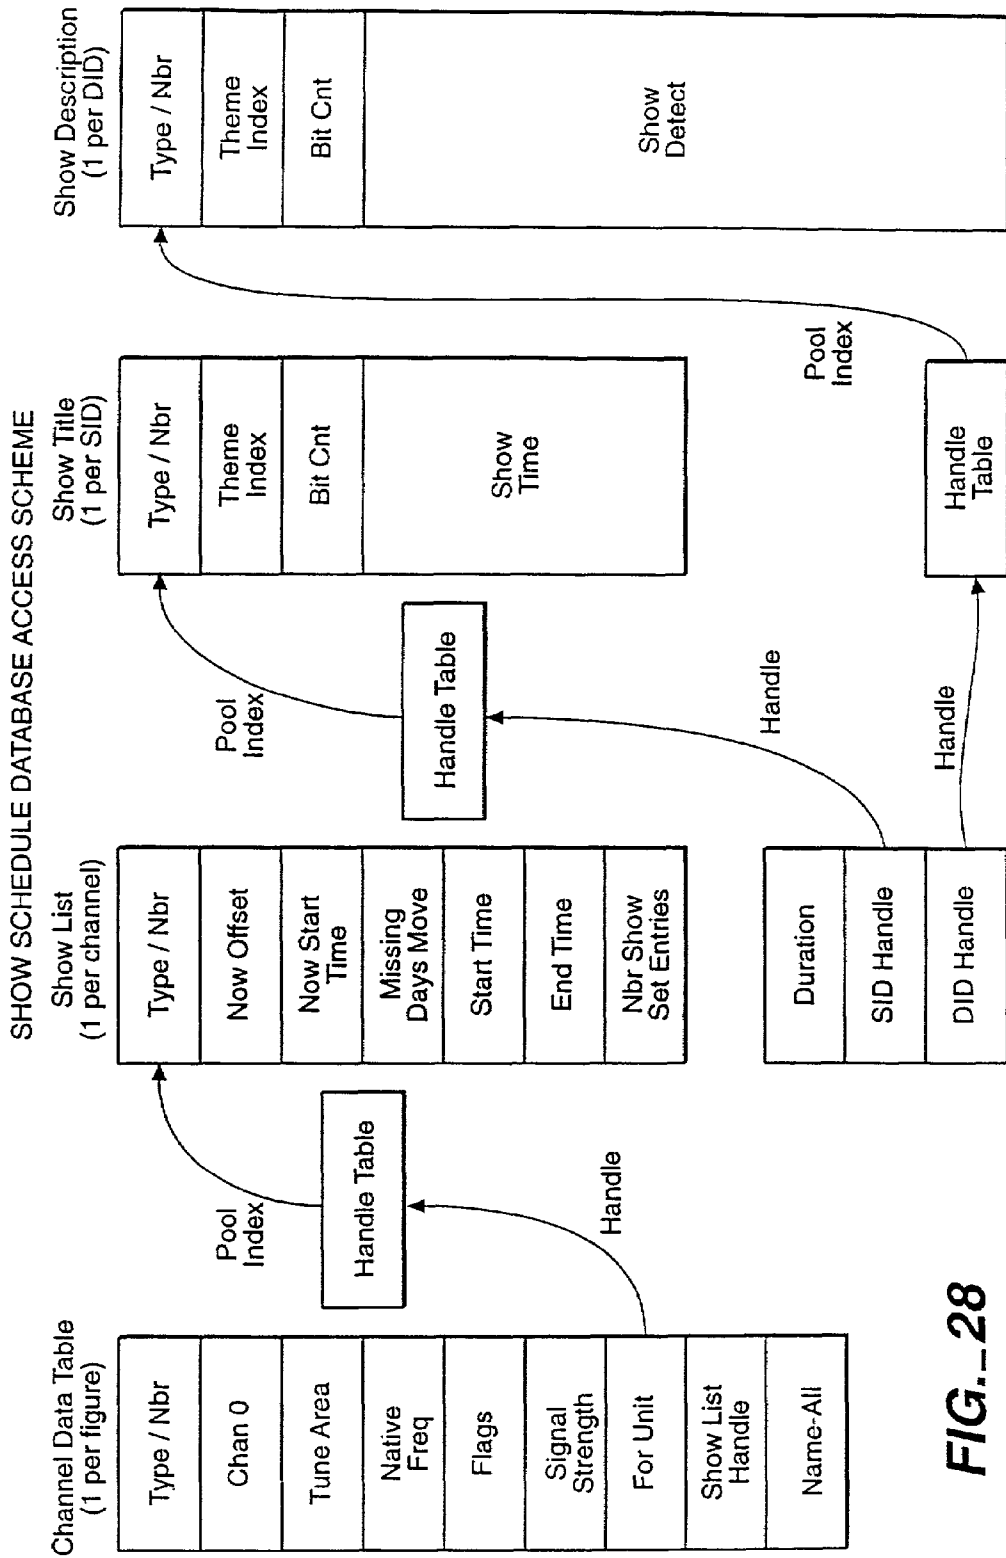 SHOW SCHEDULE DATABASE ACCESS SCHEME
Channel Data Table
(1 per figure)
Type / Nbr
Chan 0
Tune Area
Native
Freq
Flags
Signal
Strength
For Unit
Show List
Handle
Name-All
Handle
Handle Table
Pool
Index
Show List
(1 per channel)
Type / Nbr
Now Offset
Now Start
Time
Missing
Days Move
Start Time
End Time
Nbr Show
Set Entries
Duration
SID Handle
DID Handle
Handle
Handle Table
Pool
Index
Show Title
(1 per SID)
Type / Nbr
Theme
Index
Bit Cnt
Show
Time
Handle
Handle
Table
Pool
Index
Show Description
(1 per DID)
Type / Nbr
Theme
Index
Bit Cnt
Show
Detect
FIG._28